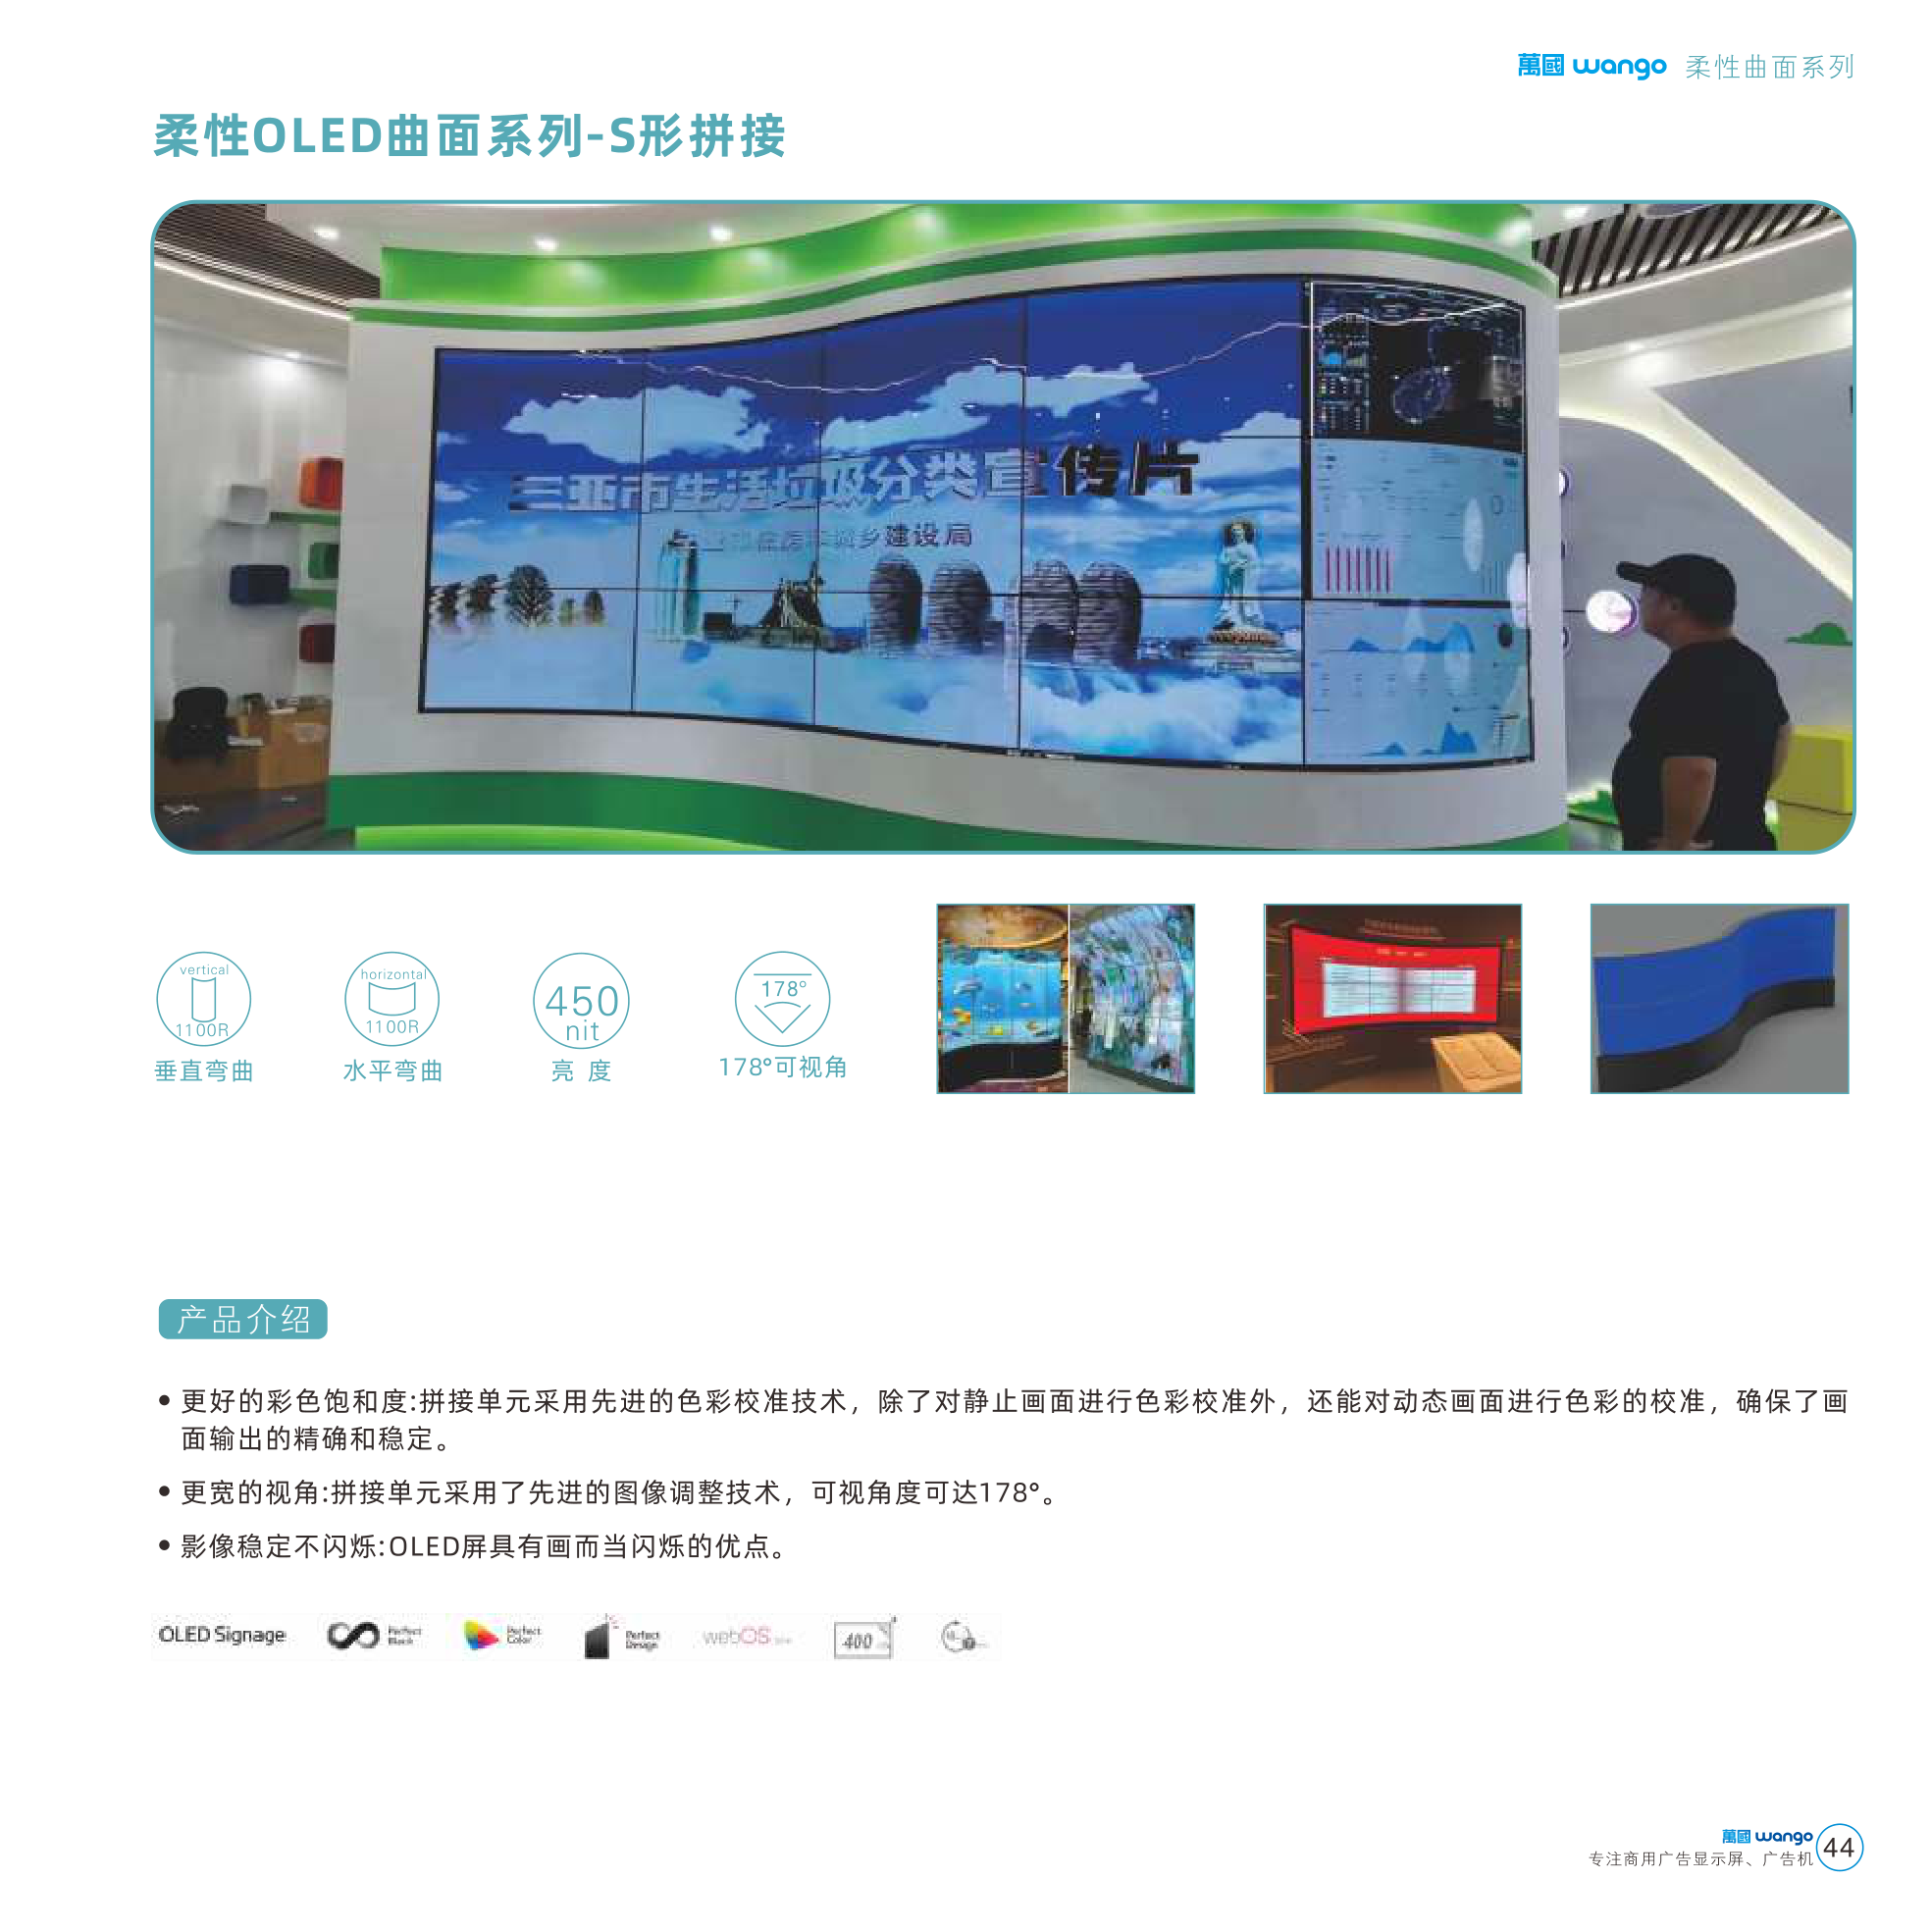 萬國 wango 柔性曲面系列
柔性OLED曲面系列-S形拼接
三亚市生活垃圾分类宣传片
乡建设局
vertical
1100R
垂直弯曲
horizontal
1100R
水平弯曲
450
nit
亮 度
178°
178°可视角
产品介绍
• 更好的彩色饱和度:拼接单元采用先进的色彩校准技术，除了对静止画面进行色彩校准外，还能对动态画面进行色彩的校准，确保了画
面输出的精确和稳定。
• 更宽的视角:拼接单元采用了先进的图像调整技术，可视角度可达178°。
• 影像稳定不闪烁:OLED屏具有画而当闪烁的优点。
OLED Signage
Perfect
Black
Perfect
Color
Perfect
Design
webOS
400
萬國 wango
专注商用广告显示屏、广告机
44